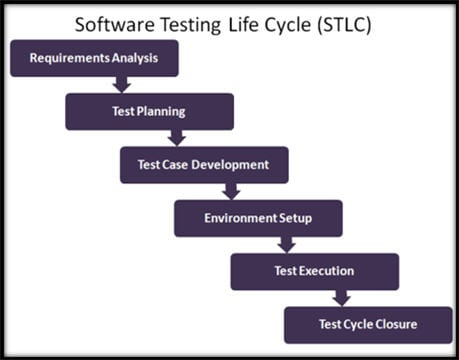 Software Testing Life Cycle (STLC)
Requirements Analysis
Test Planning
Test Case Development
Environment Setup
Test Execution
Test Cycle Closure